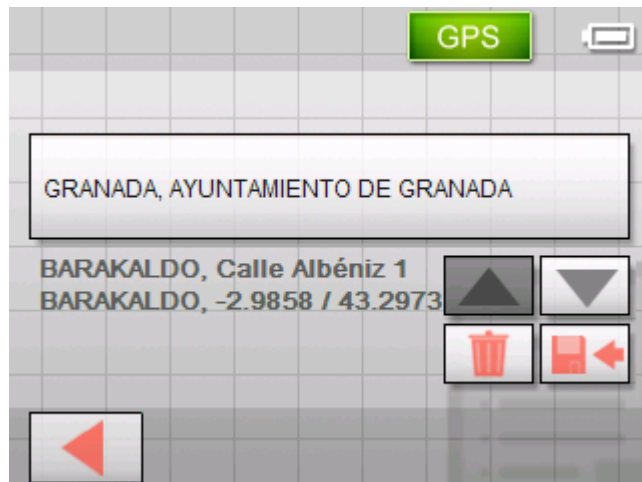 GPS
GRANADA, AYUNTAMIENTO DE GRANADA
BARAKALDO, Calle Albéniz 1
BARAKALDO, -2.9858 / 43.2973